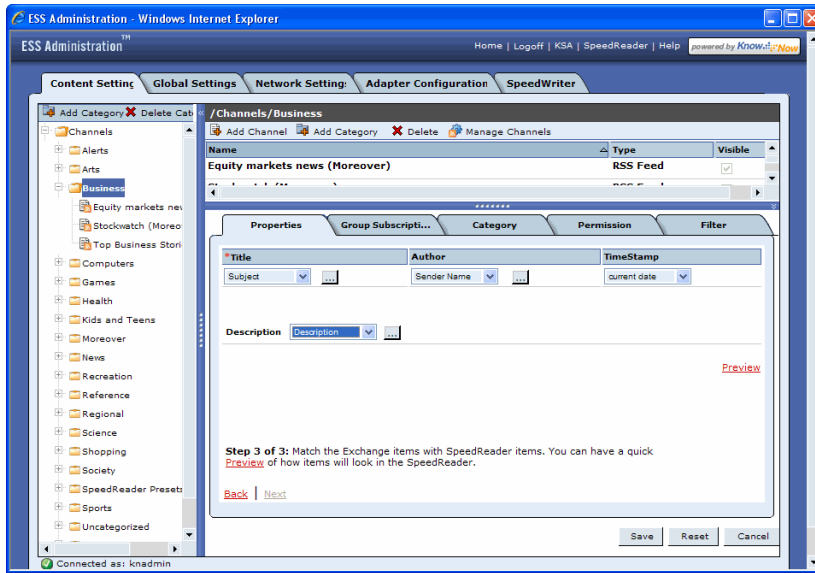 ESS Administration - Windows Internet Explorer
ESS Administration™
Home | Logoff | KSA | SpeedReader | Help
powered by KnowNow
Content Setting
Global Settings
Network Setting
Adapter Configuration
SpeedWriter
Add Category Delete Cat
/Channels/Business
Add Channel Add Category Delete Manage Channels
Name Type Visible
Equity markets news (Moreover) RSS Feed
Channels
Alerts
Arts
Business
Equity markets nev
Stockwatch (Moreo
Top Business Stori
Computers
Games
Health
Kids and Teens
Moreover
News
Recreation
Reference
Regional
Science
Shopping
Society
SpeedReader Presets
Sports
Uncategorized
Properties
Group Subscripti...
Category
Permission
Filter
*Title Author TimeStamp
Subject ... Sender Name ... current date
Description Description ...
Preview
Step 3 of 3: Match the Exchange items with SpeedReader items. You can have a quick
Preview of how items will look in the SpeedReader.
Back | Next
Save Reset Cancel
Connected as: knadmin